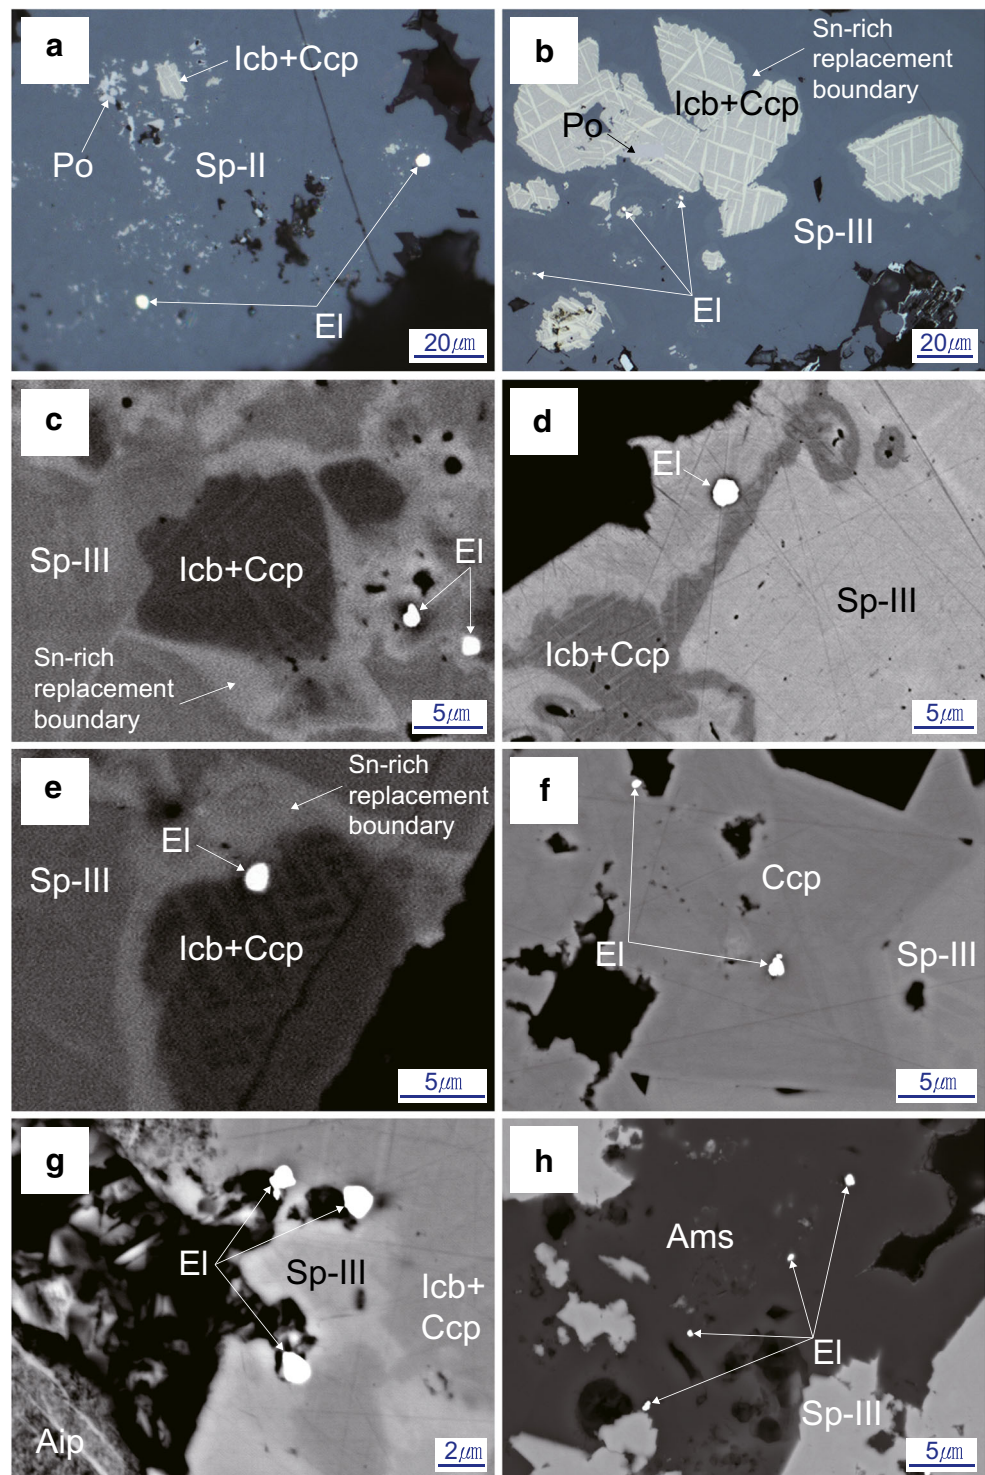 a
Icb+Ccp
Po
Sp-II
El
20μm
b
Sn-rich
replacement
boundary
Icb+Ccp
Po
Sp-III
El
20μm
c
Sp-III
Icb+Ccp
El
Sn-rich
replacement
boundary
5μm
d
El
Sp-III
Icb+Ccp
5μm
e
Sn-rich
replacement
boundary
El
Sp-III
Icb+Ccp
5μm
f
Ccp
El
Sp-III
5μm
g
El
Sp-III
Icb+
Ccp
Aip
2μm
h
Ams
El
Sp-III
5μm